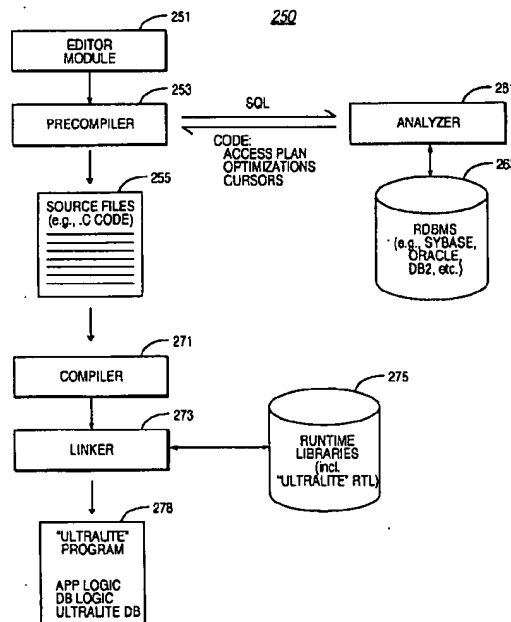 250
251
EDITOR
MODULE
253
PRECOMPILER
SQL
CODE:
ACCESS PLAN
OPTIMIZATIONS
CURSORS
261
ANALYZER
263
RDBMS
(e.g., SYBASE,
ORACLE,
DB2, etc.)
255
SOURCE FILES
(e.g., .C CODE)
271
COMPILER
273
LINKER
275
RUNTIME
LIBRARIES
(incl.
"ULTRALITE" RTL)
278
"ULTRALITE"
PROGRAM
APP LOGIC
DB LOGIC
ULTRALITE DB